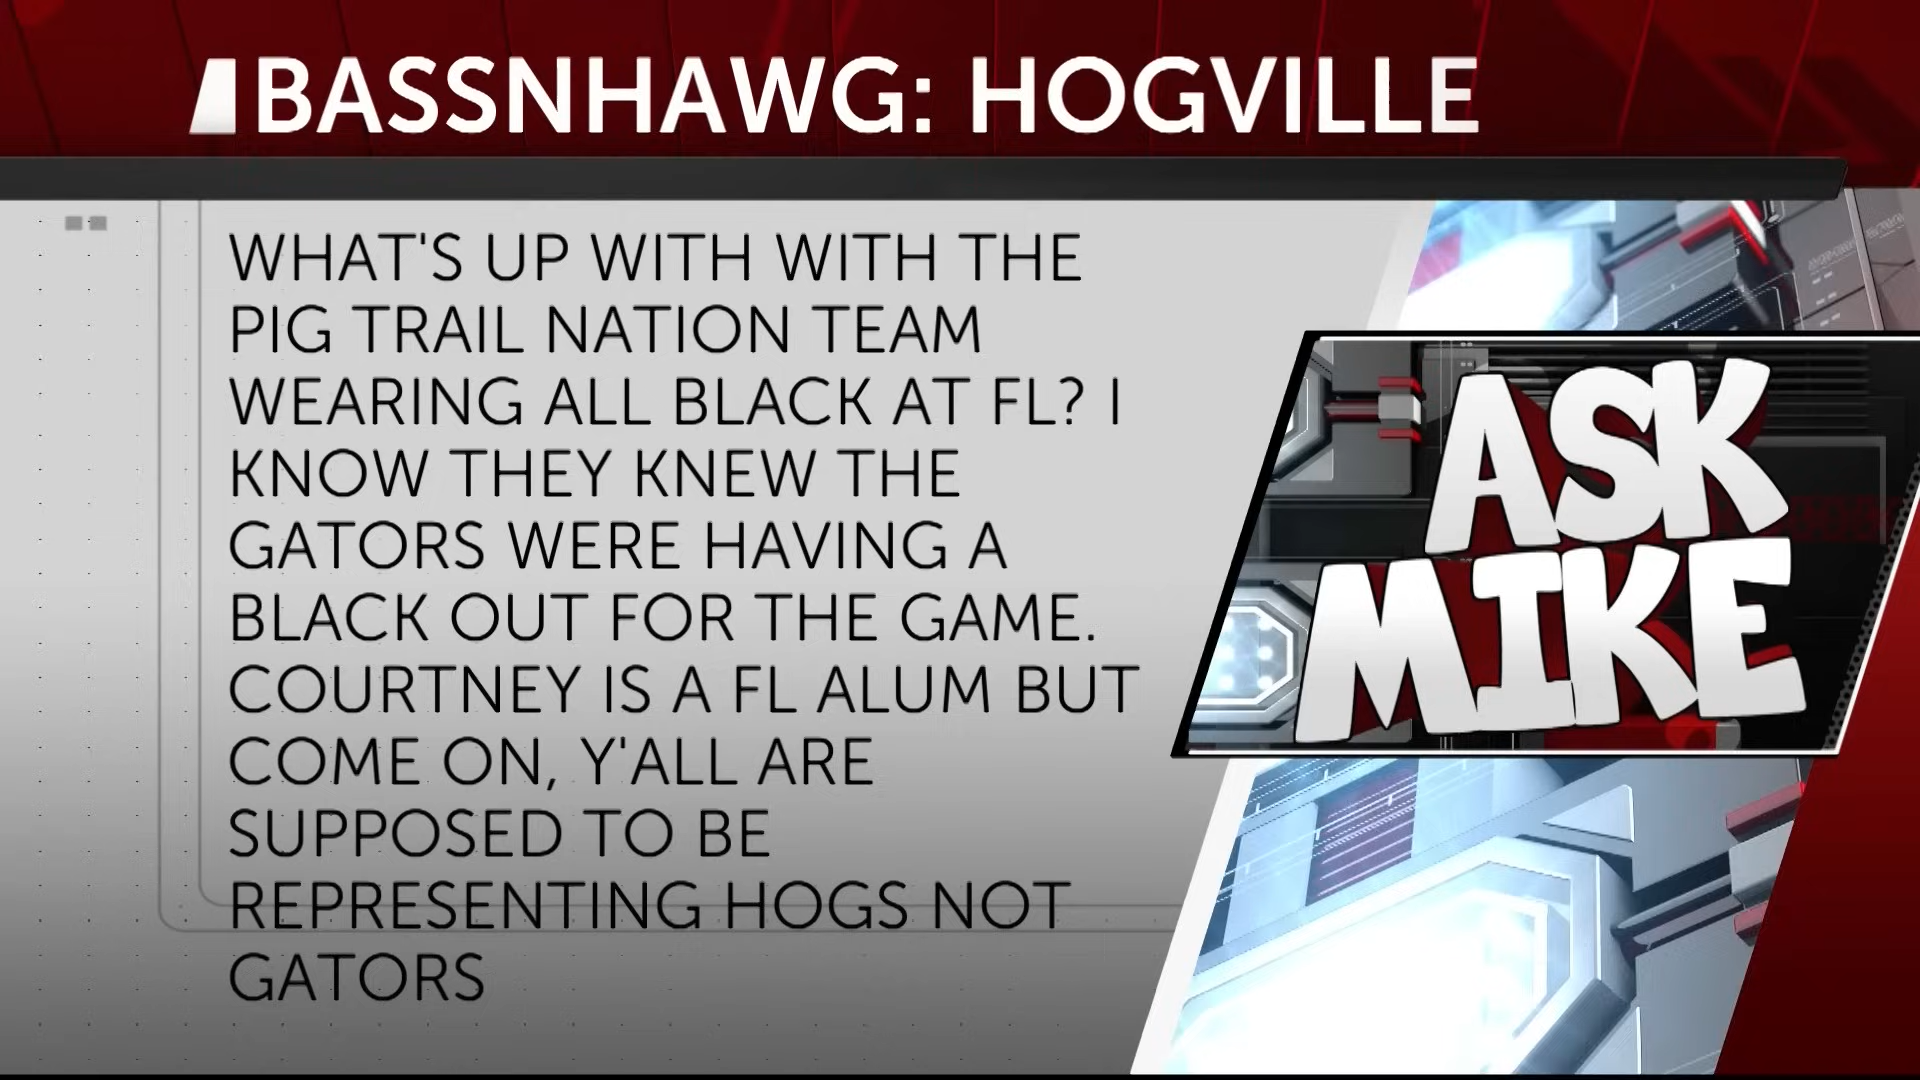 BASSNHAWG: HOGVILLE
WHAT'S UP WITH WITH THE
PIG TRAIL NATION TEAM
WEARING ALL BLACK AT FL? I
KNOW THEY KNEW THE
GATORS WERE HAVING A
BLACK OUT FOR THE GAME.
COURTNEY IS A FL ALUM BUT
COME ON, Y'ALL ARE
SUPPOSED TO BE
REPRESENTING HOGS NOT
GATORS
ASK
MIKE